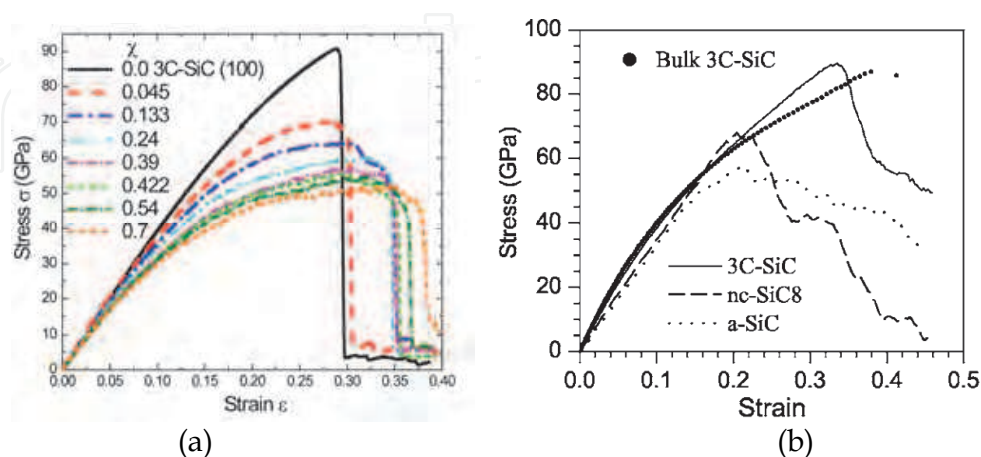 χ
0.0 3C-SiC (100)
0.045
0.133
0.24
0.39
0.422
0.54
0.7
90
80
70
60
50
40
30
20
10
0
Stress σ (GPa)
0.00 0.05 0.10 0.15 0.20 0.25 0.30 0.35 0.40
Strain ε
(a)
Bulk 3C-SiC
100
80
60
40
20
0
Stress (GPa)
3C-SiC
nc-SiC8
a-SiC
0.0 0.1 0.2 0.3 0.4 0.5
Strain
(b)